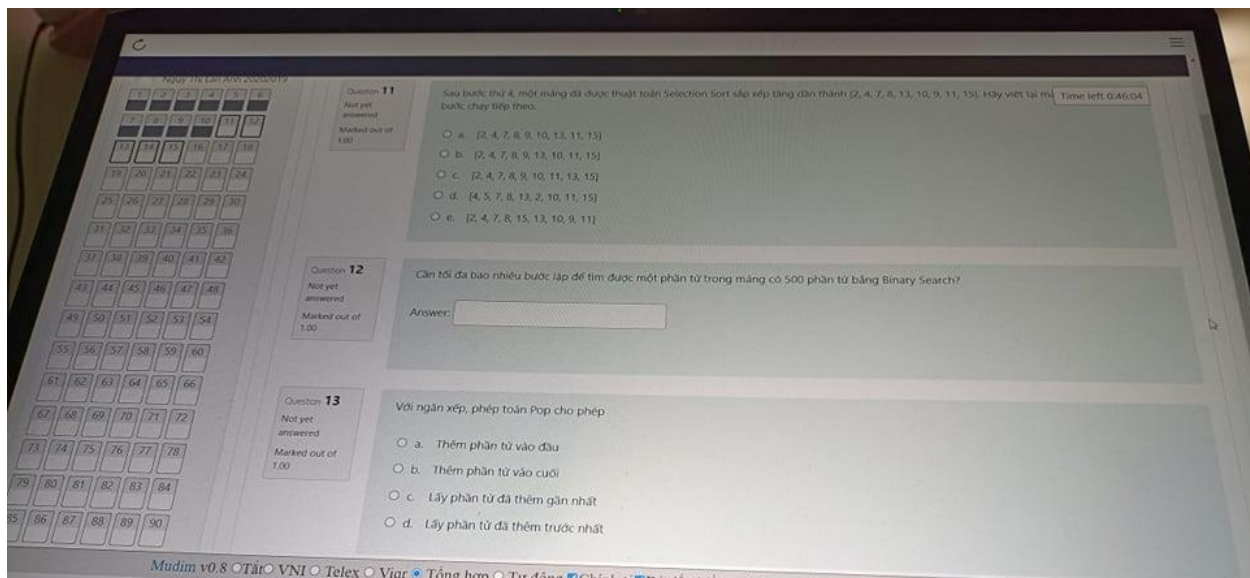 Nguy Thi Lan Anh 20202019
1 2 3 4 5 6
7 8 9 10 11 12
13 14 15 16 17 18
19 20 21 22 23 24
25 26 27 28 29 30
31 32 33 34 35 36
37 38 39 40 41 42
43 44 45 46 47 48
49 50 51 52 53 54
55 56 57 58 59 60
61 62 63 64 65 66
67 68 69 70 71 72
73 74 75 76 77 78
79 80 81 82 83 84
85 86 87 88 89 90
Question 11
Not yet
answered
Marked out of
1.00
Sau bước thứ 4, một mảng đã được thuật toán Selection Sort sắp xếp tăng dần thành {2, 4, 7, 8, 13, 10, 9, 11, 15}. Hãy viết lại
Time left 0:46:04
bước chạy tiếp theo.
a. {2, 4, 7, 8, 9, 10, 13, 11, 15}
b. {2, 4, 7, 8, 9, 13, 10, 11, 15}
c. {2, 4, 7, 8, 9, 10, 11, 13, 15}
d. {4, 5, 7, 8, 13, 2, 10, 11, 15}
e. {2, 4, 7, 8, 15, 13, 10, 9, 11}
Question 12
Not yet
answered
Marked out of
1.00
Cần tối đa bao nhiêu bước lặp để tìm được một phần tử trong mảng có 500 phần tử bằng Binary Search?
Answer:
Question 13
Not yet
answered
Marked out of
1.00
Với ngăn xếp, phép toán Pop cho phép
a. Thêm phần tử vào đầu
b. Thêm phần tử vào cuối
c. Lấy phần tử đã thêm gần nhất
d. Lấy phần tử đã thêm trước nhất
Mudim v0.8 Tắt VNI Telex Viqr Tổng hợp Tự động